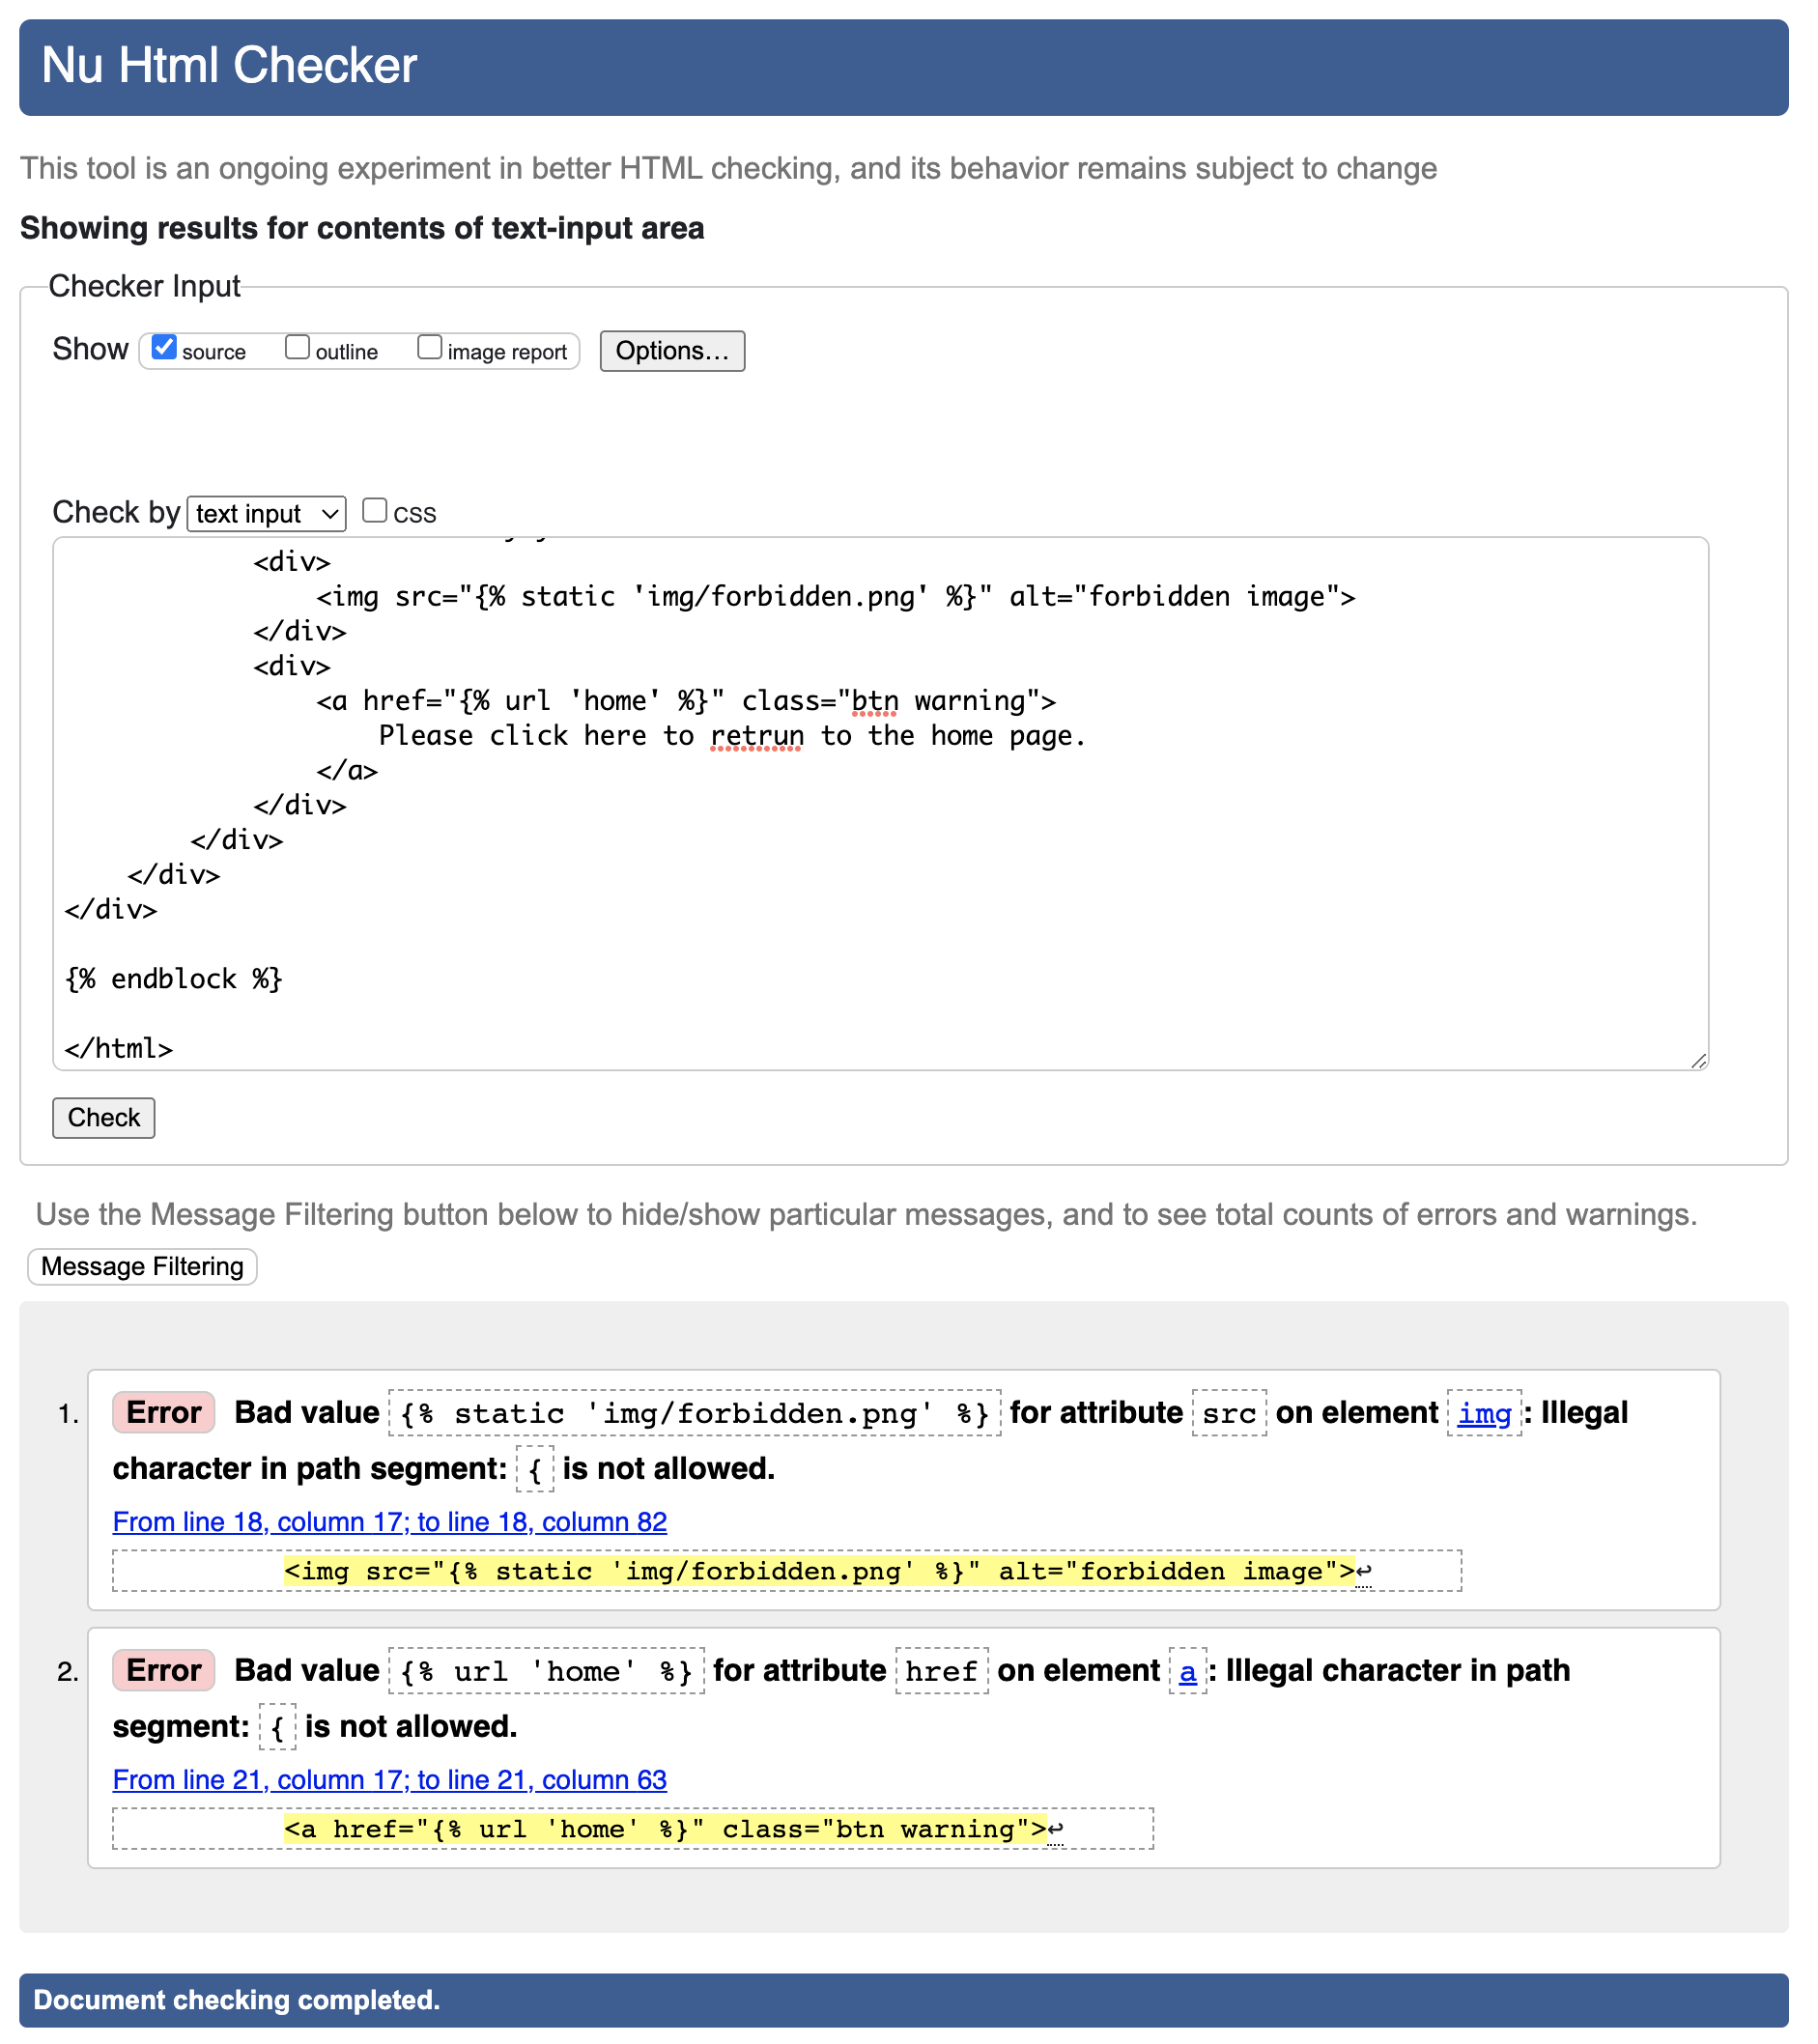 Nu Html Checker
This tool is an ongoing experiment in better HTML checking, and its behavior remains subject to change
Showing results for contents of text-input area
Checker Input
Show source outline image report Options...
Check by text input CSS
<div>
<img src="{% static 'img/forbidden.png' %}" alt="forbidden image">
</div>
<div>
<a href="{% url 'home' %}" class="btn warning">
Please click here to retrun to the home page.
</a>
</div>
</div>
</div>
</div>
{% endblock %}
</html>
Check
Use the Message Filtering button below to hide/show particular messages, and to see total counts of errors and warnings.
Message Filtering
1. Error Bad value {% static 'img/forbidden.png' %} for attribute src on element img: Illegal
character in path segment: { is not allowed.
From line 18, column 17; to line 18, column 82
<img src="{% static 'img/forbidden.png' %}" alt="forbidden image">↩
2. Error Bad value {% url 'home' %} for attribute href on element a: Illegal character in path
segment: { is not allowed.
From line 21, column 17; to line 21, column 63
<a href="{% url 'home' %}" class="btn warning">↩
Document checking completed.